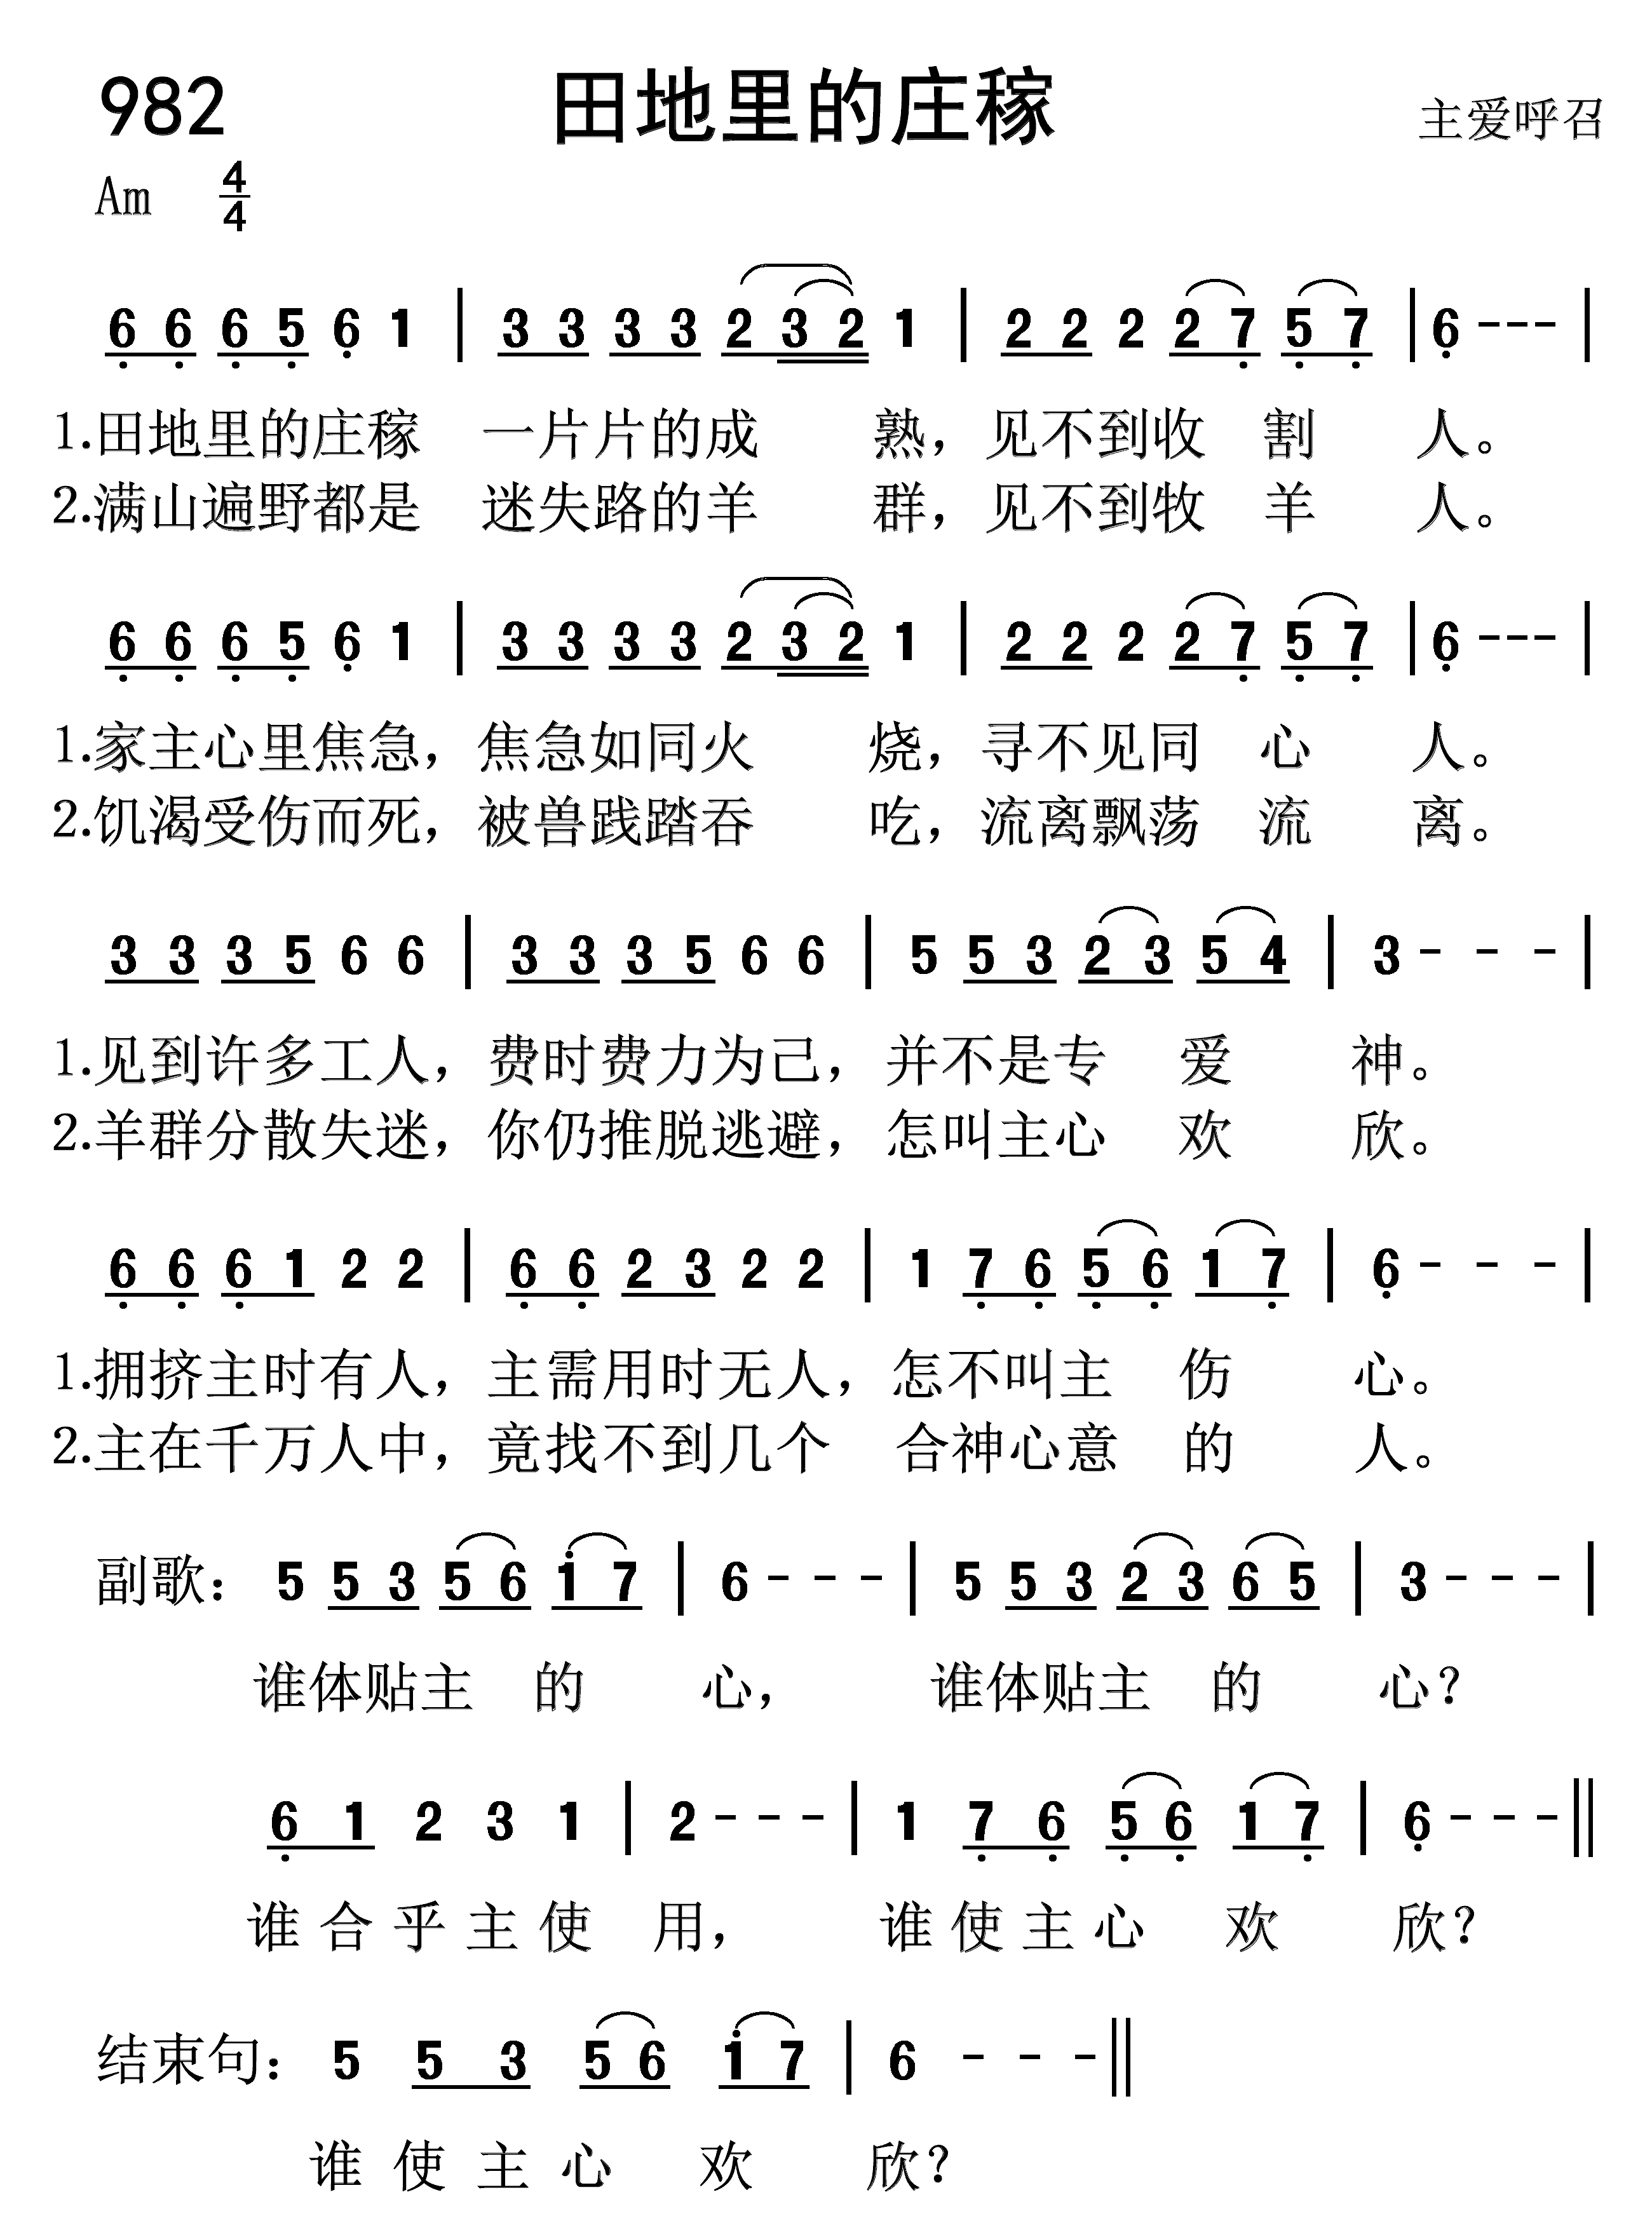 982 田地里的庄稼 主爱呼召
Am 4/4
6 6 6 5 6 1 | 3 3 3 3 2 3 2 1 | 2 2 2 2 7 5 7 | 6 - - - |
1.田地里的庄稼 一片片的成 熟，见不到收 割 人。
2.满山遍野都是 迷失路的羊 群，见不到牧 羊 人。
6 6 6 5 6 1 | 3 3 3 3 2 3 2 1 | 2 2 2 2 7 5 7 | 6 - - - |
1.家主心里焦急，焦急如同火 烧，寻不见同 心 人。
2.饥渴受伤而死，被兽践踏吞 吃，流离飘荡 流 离。
3 3 3 5 6 6 | 3 3 3 5 6 6 | 5 5 3 2 3 5 4 | 3 - - - |
1.见到许多工人，费时费力为己，并不是专 爱 神。
2.羊群分散失迷，你仍推脱逃避，怎叫主心 欢 欣。
6 6 6 1 2 2 | 6 6 2 3 2 2 | 1 7 6 5 6 1 7 | 6 - - - |
1.拥挤主时有人，主需用时无人，怎不叫主 伤 心。
2.主在千万人中，竟找不到几个 合神心意 的 人。
副歌： 5 5 3 5 6 1 7 | 6 - - - | 5 5 3 2 3 6 5 | 3 - - - |
谁体贴主 的 心， 谁体贴主 的 心？
6 1 2 3 1 | 2 - - - | 1 7 6 5 6 1 7 | 6 - - - ||
谁 合 乎 主 使 用， 谁 使 主 心 欢 欣？
结束句： 5 5 3 5 6 1 7 | 6 - - - ||
谁 使 主 心 欢 欣？